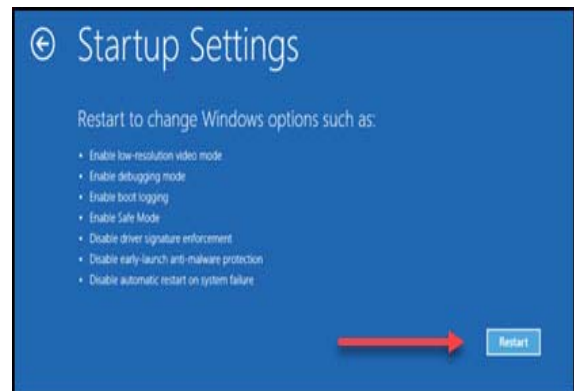 Startup Settings
Restart to change Windows options such as:
• Enable low-resolution video mode
• Enable debugging mode
• Enable boot logging
• Enable Safe Mode
• Disable driver signature enforcement
• Disable early-launch anti-malware protection
• Disable automatic restart on system failure
Restart